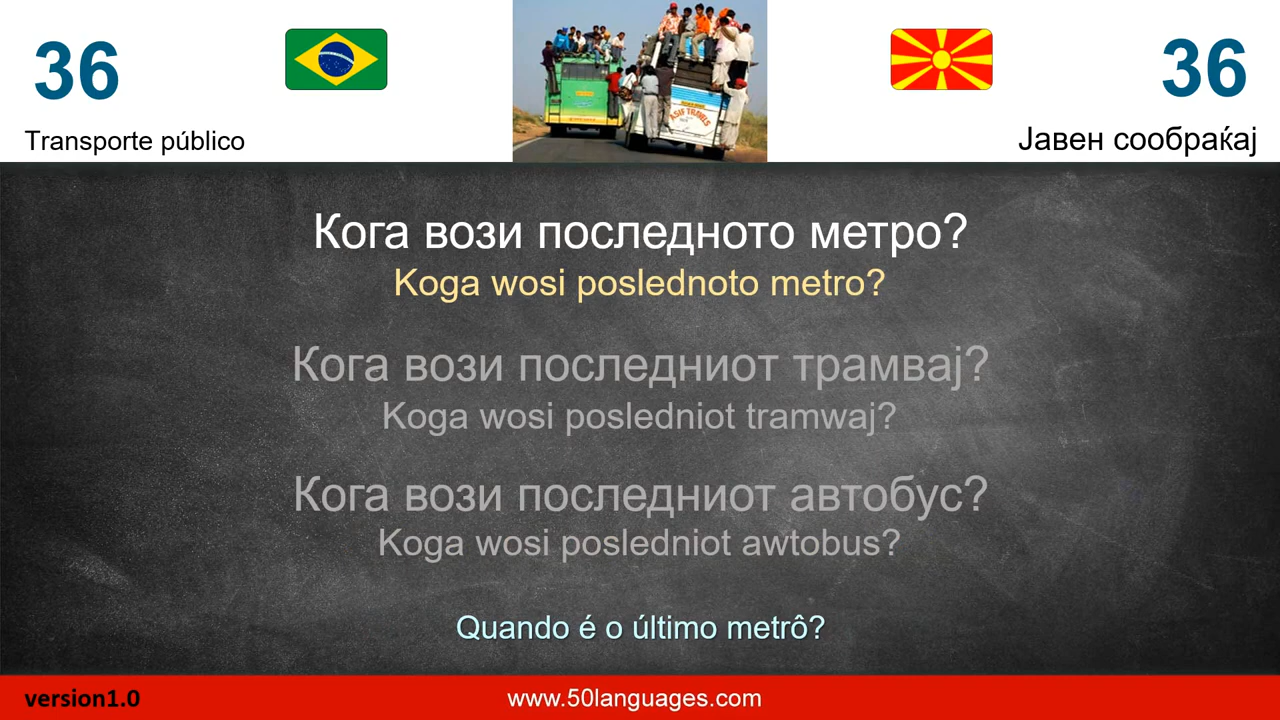 36
36
Transporte público
Јавен сообраќај
ASIF TRAVELS
Кога вози последното метро?
Koga wosi poslednoto metro?
Кога вози последниот трамвај?
Koga wosi posledniot tramwaj?
Кога вози последниот автобус?
Koga wosi posledniot awtobus?
Quando é o último metrô?
version1.0
www.50languages.com